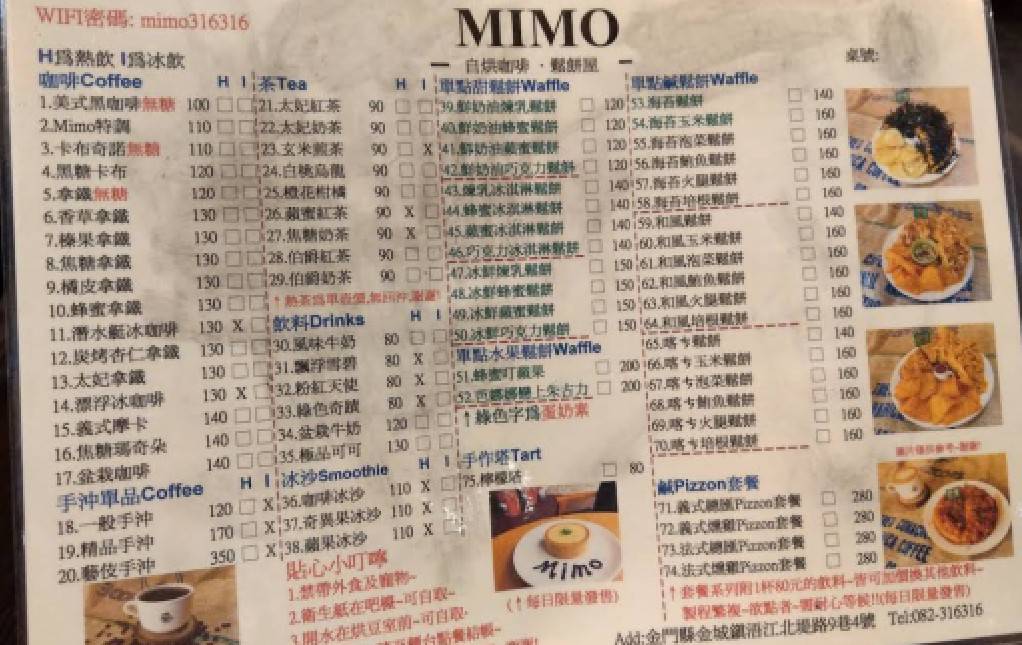 WIFI密碼: mimo316316
MIMO
自烘咖啡 · 鬆餅屋
桌號:
H爲熱飲 I爲冰飲
咖啡Coffee H I
1.美式黑咖啡無糖 100
2.Mimo特調 110
3.卡布奇諾無糖 110
4.黑糖卡布 120
5.拿鐵無糖 120
6.香草拿鐵 130
7.榛果拿鐵 130
8.焦糖拿鐵 130
9.橘皮拿鐵 130
10.蜂蜜拿鐵 130
11.潛水艇冰咖啡 130 X
12.炭烤杏仁拿鐵 130
13.太妃拿鐵 130
14.漂浮冰咖啡 130 X
15.義式摩卡 140
16.焦糖瑪奇朵 140
17.盆栽咖啡 140
手沖單品Coffee H I
18.一般手沖 120 X
19.精品手沖 170 X
20.藝伎手沖 350 X
茶Tea H I
21.太妃紅茶 90
22.太妃奶茶 90
23.玄米煎茶 90 X
24.白桃烏龍 90
25.橙花柑橘 90
26.蘋蜜紅茶 90 X
27.焦糖奶茶 90 X
28.伯爵紅茶 90
29.伯爵奶茶 90
↑熱茶爲單壺價,無回沖,謝謝!
飲料Drinks H I
30.風味牛奶 80
31.飄浮雪碧 80 X
32.粉紅天使 80 X
33.綠色奇蹟 80 X
34.盆栽牛奶 120
35.極品可可 130
冰沙Smoothie H I
36.咖啡冰沙 110 X
37.奇異果冰沙 110 X
38.蘋果冰沙 110 X
貼心小叮嚀
1.禁帶外食及寵物~
2.衛生紙在吧檯~可自取~
3.開水在烘豆室前~可自取.
單點甜鬆餅Waffle
39.鮮奶油煉乳鬆餅 120
40.鮮奶油蜂蜜鬆餅 120
41.鮮奶油蘋蜜鬆餅 120
42.鮮奶油巧克力鬆餅 120
43.煉乳冰淇淋鬆餅 140
44.蜂蜜冰淇淋鬆餅 140
45.蘋蜜冰淇淋鬆餅 140
46.巧克力冰淇淋鬆餅 140
47.冰鮮煉乳鬆餅 150
48.冰鮮蜂蜜鬆餅 150
49.冰鮮蘋蜜鬆餅 150
50.冰鮮巧克力鬆餅 150
單點水果鬆餅Waffle
51.蜂蜜叮蘋果 200
52.芭娜娜戀上朱古力 200
↑綠色字爲蛋奶素
手作塔Tart
75.檸檬塔 80
Mimo
(↑每日限量發售)
單點鹹鬆餅Waffle
53.海苔鬆餅 140
54.海苔玉米鬆餅 160
55.海苔泡菜鬆餅 160
56.海苔鮪魚鬆餅 160
57.海苔火腿鬆餅 160
58.海苔培根鬆餅 160
59.和風鬆餅 140
60.和風玉米鬆餅 160
61.和風泡菜鬆餅 160
62.和風鮪魚鬆餅 160
63.和風火腿鬆餅 160
64.和風培根鬆餅 160
65.喀ㄘ鬆餅 140
66.喀ㄘ玉米鬆餅 160
67.喀ㄘ泡菜鬆餅 160
68.喀ㄘ鮪魚鬆餅 160
69.喀ㄘ火腿鬆餅 160
70.喀ㄘ培根鬆餅 160
鹹Pizzon套餐
71.義式總匯Pizzon套餐 280
72.義式燻雞Pizzon套餐 280
73.法式總匯Pizzon套餐 280
74.法式燻雞Pizzon套餐 280
↑套餐系列附1杯80元的飲料~皆可加價換其他飲料~
製程繁複~欲點者~需耐心等候!!(每日限量發售)
Add:金門縣金城鎮浯江北堤路9巷4號 Tel:082-316316